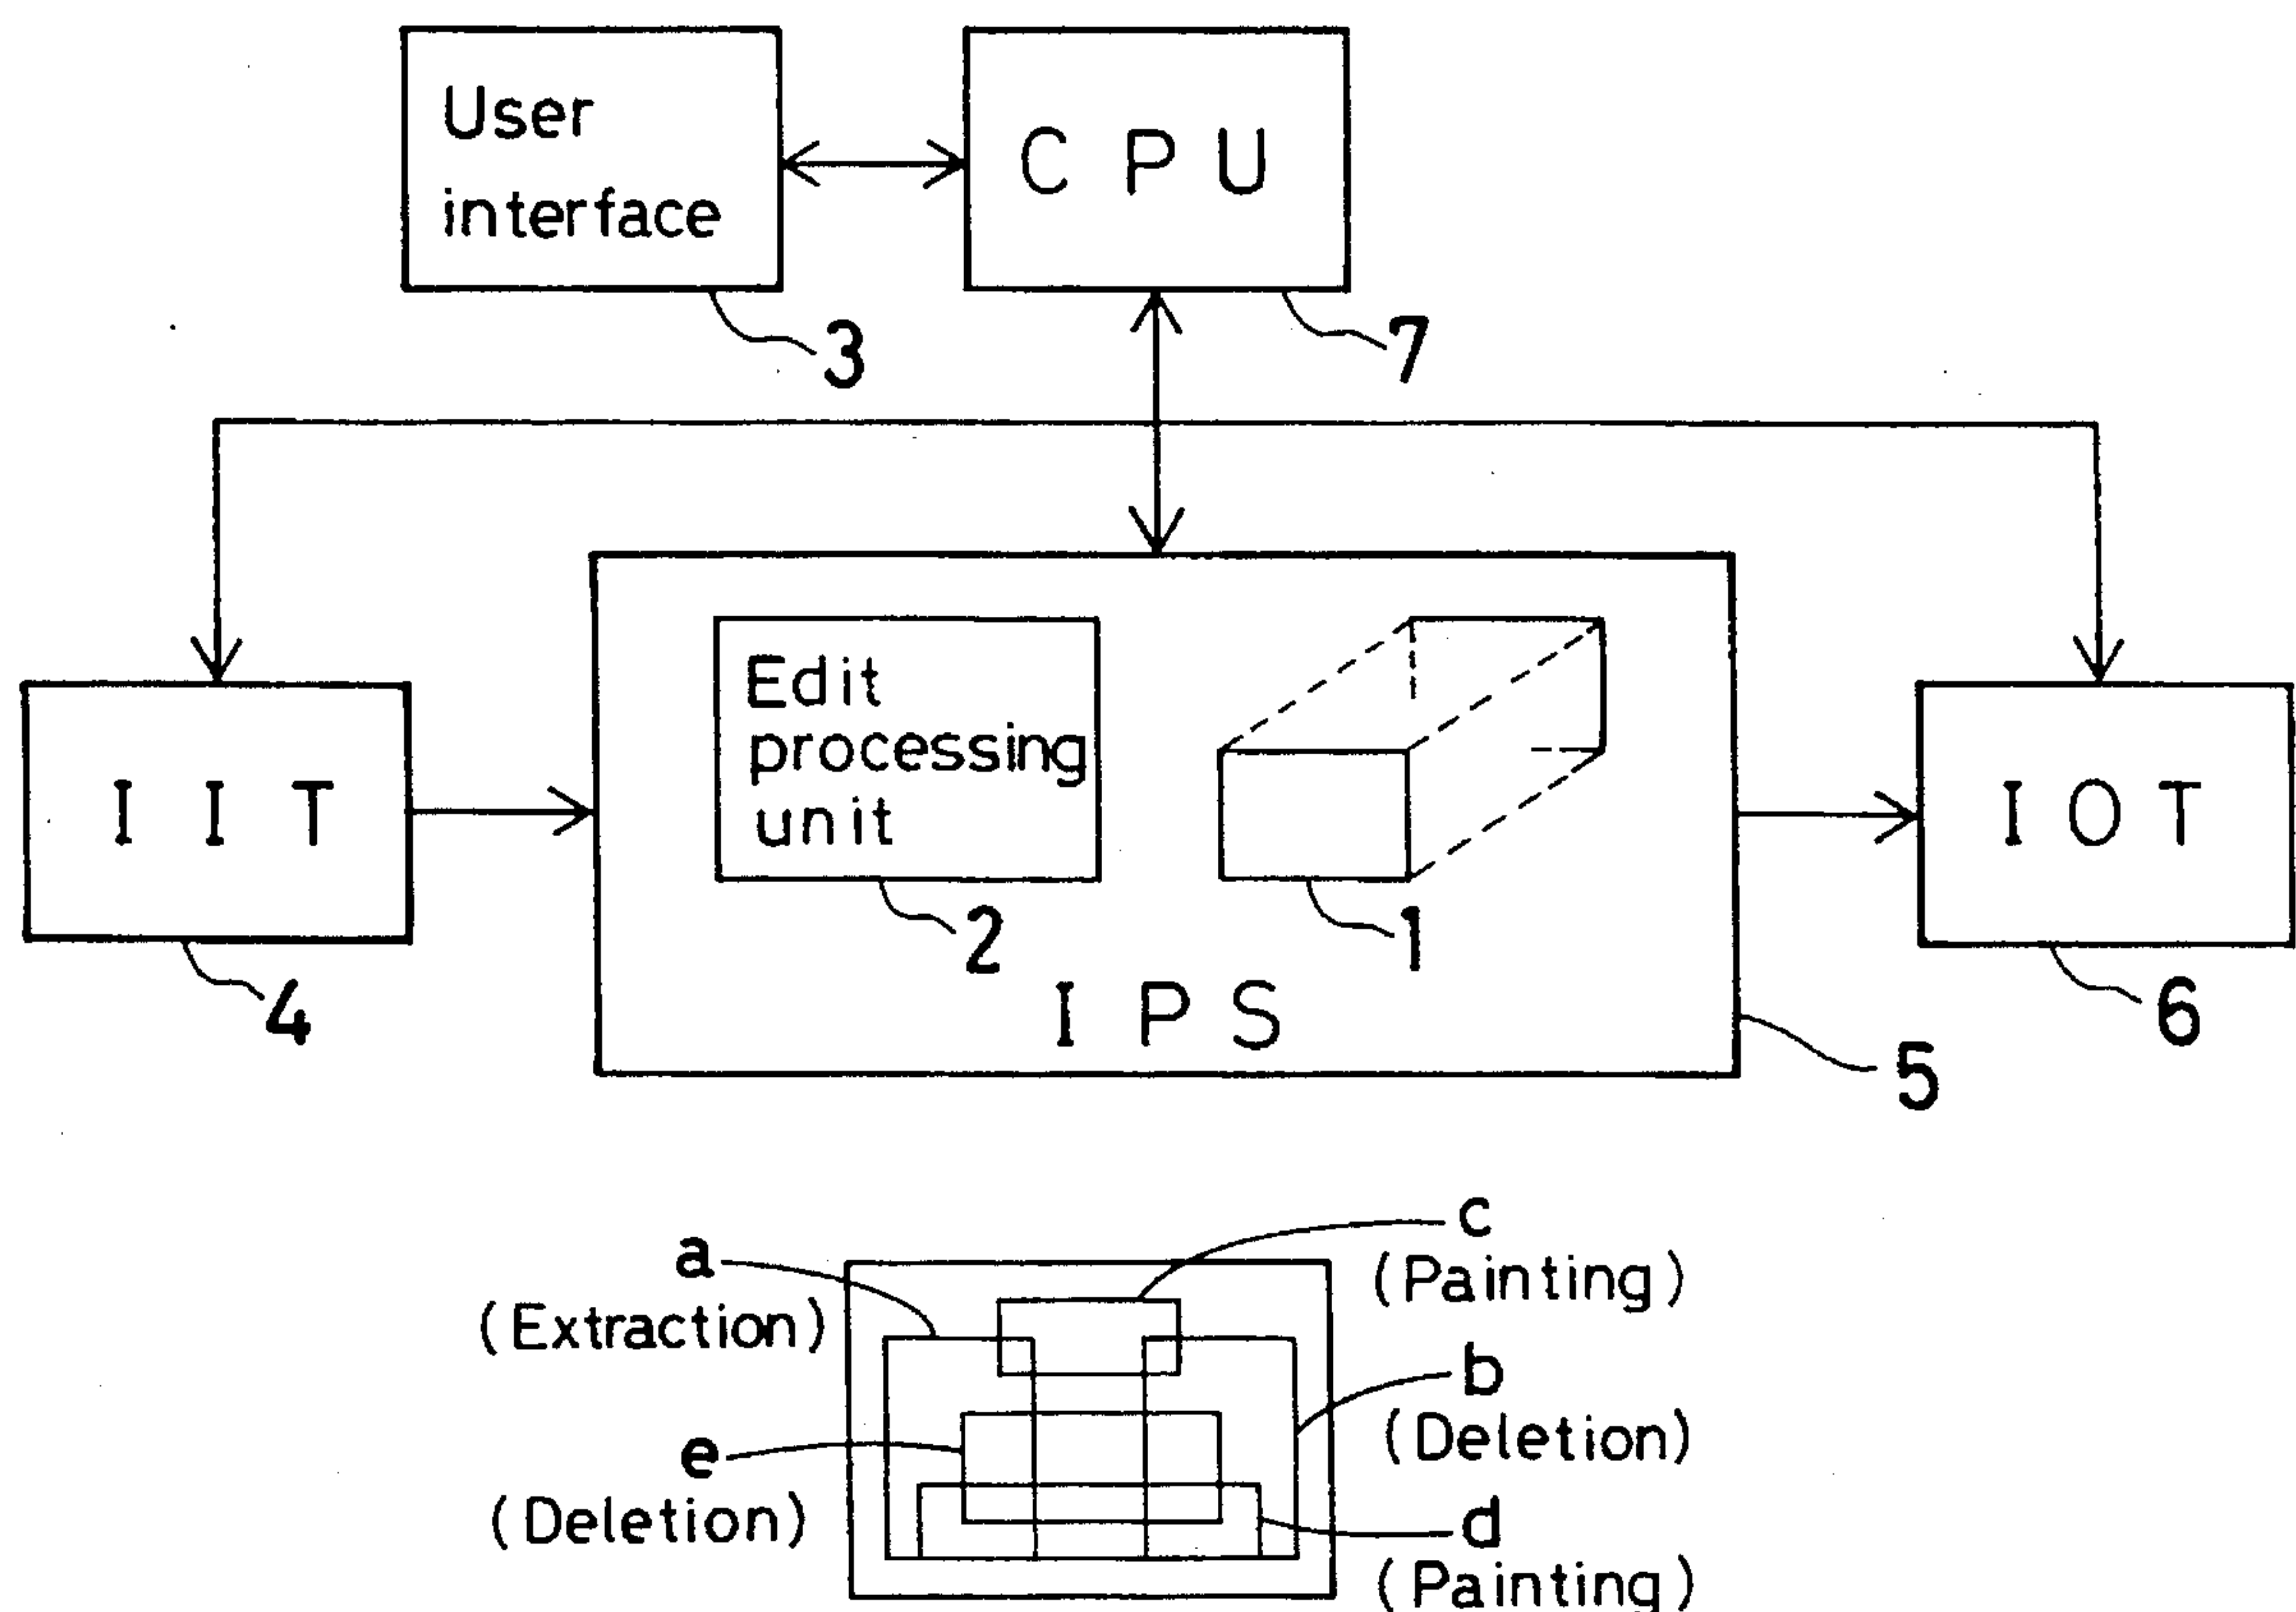 User
interface
C P U
3
7
Edit
processing
unit
I I T
I O T
2
1
4
I P S
6
5
c
a
(Painting)
(Extraction)
b
e
(Deletion)
(Deletion)
d
(Painting)